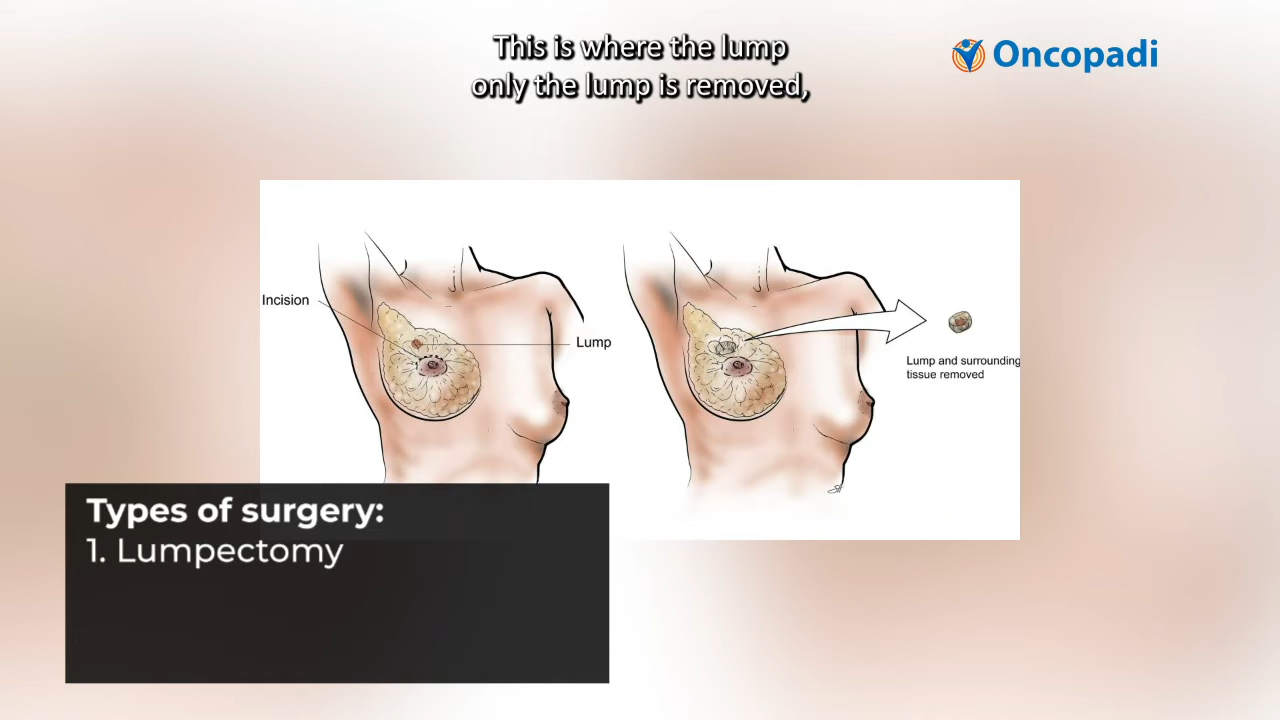 This is where the lump
only the lump is removed,
Oncopadi
Incision
Lump
Lump and surrounding
tissue removed
Types of surgery:
1. Lumpectomy